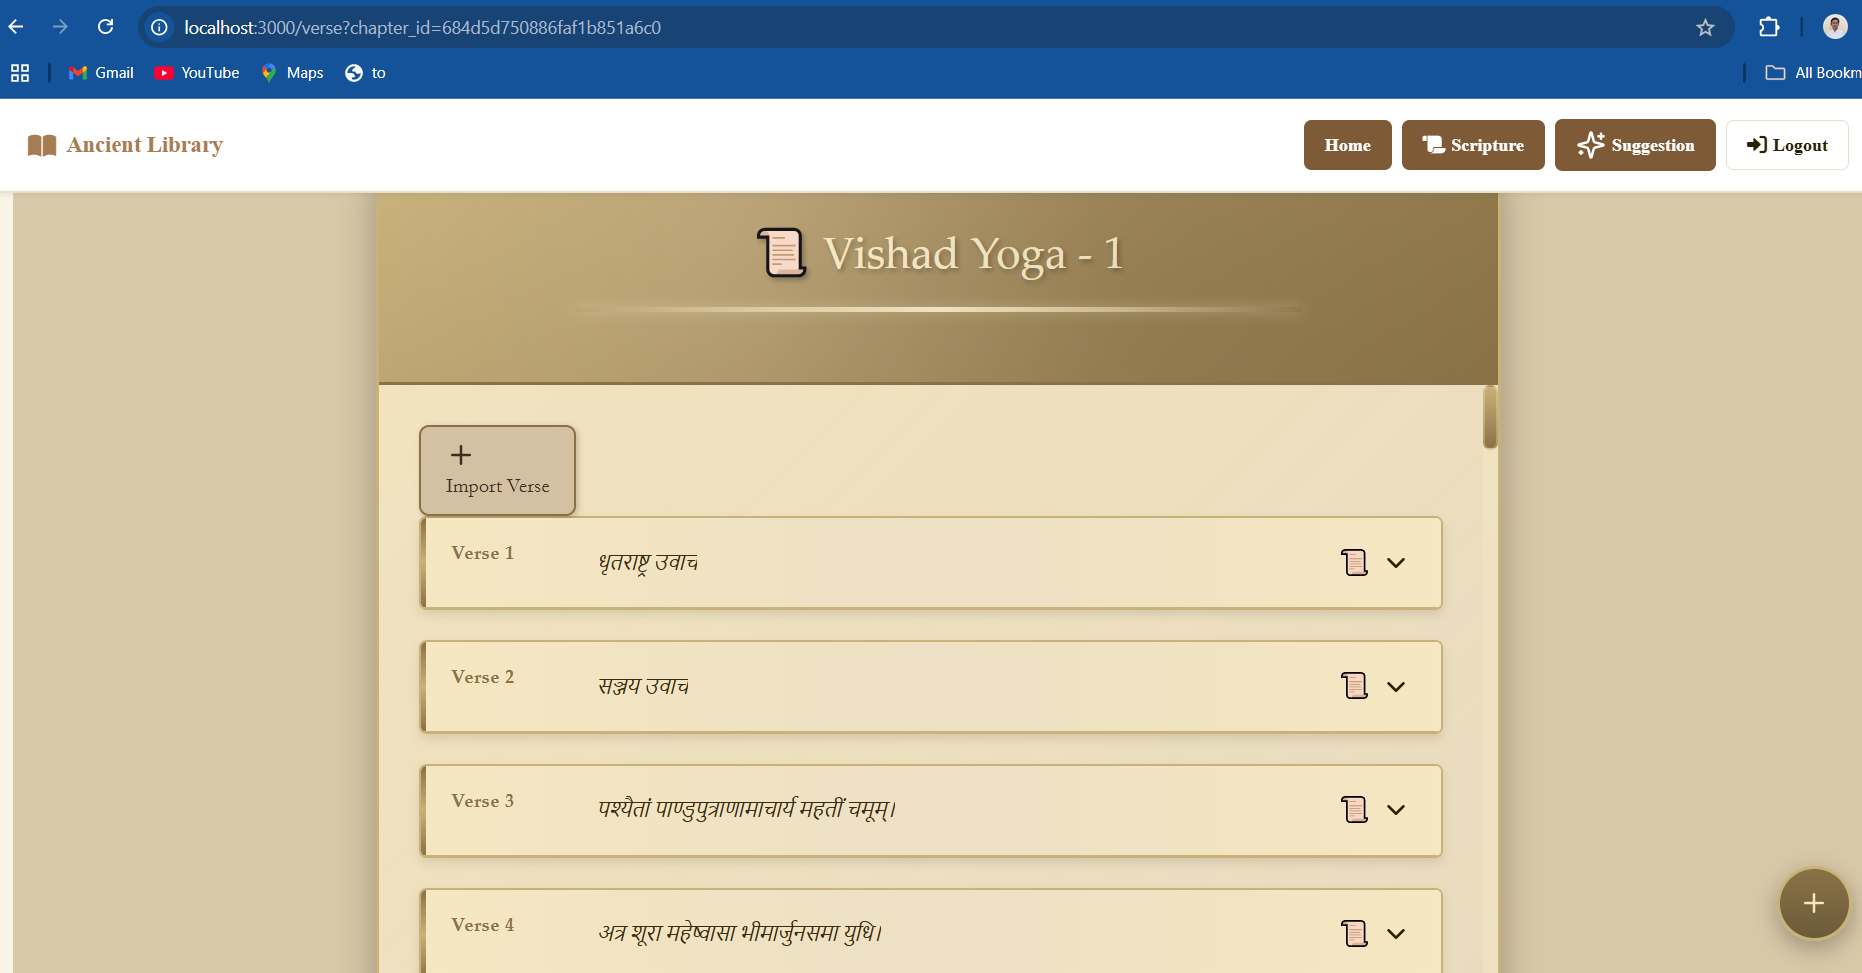 localhost:3000/verse?chapter_id=684d5d750886faf1b851a6c0
Gmail YouTube Maps to All Bookm
Ancient Library Home Scripture Suggestion Logout
Vishad Yoga - 1
Import Verse
Verse 1 धृतराष्ट्र उवाच
Verse 2 सञ्जय उवाच
Verse 3 पश्यैतां पाण्डुपुत्राणामाचार्य महतीं चमूम्।
Verse 4 अत्र शूरा महेष्वासा भीमार्जुनसमा युधि।